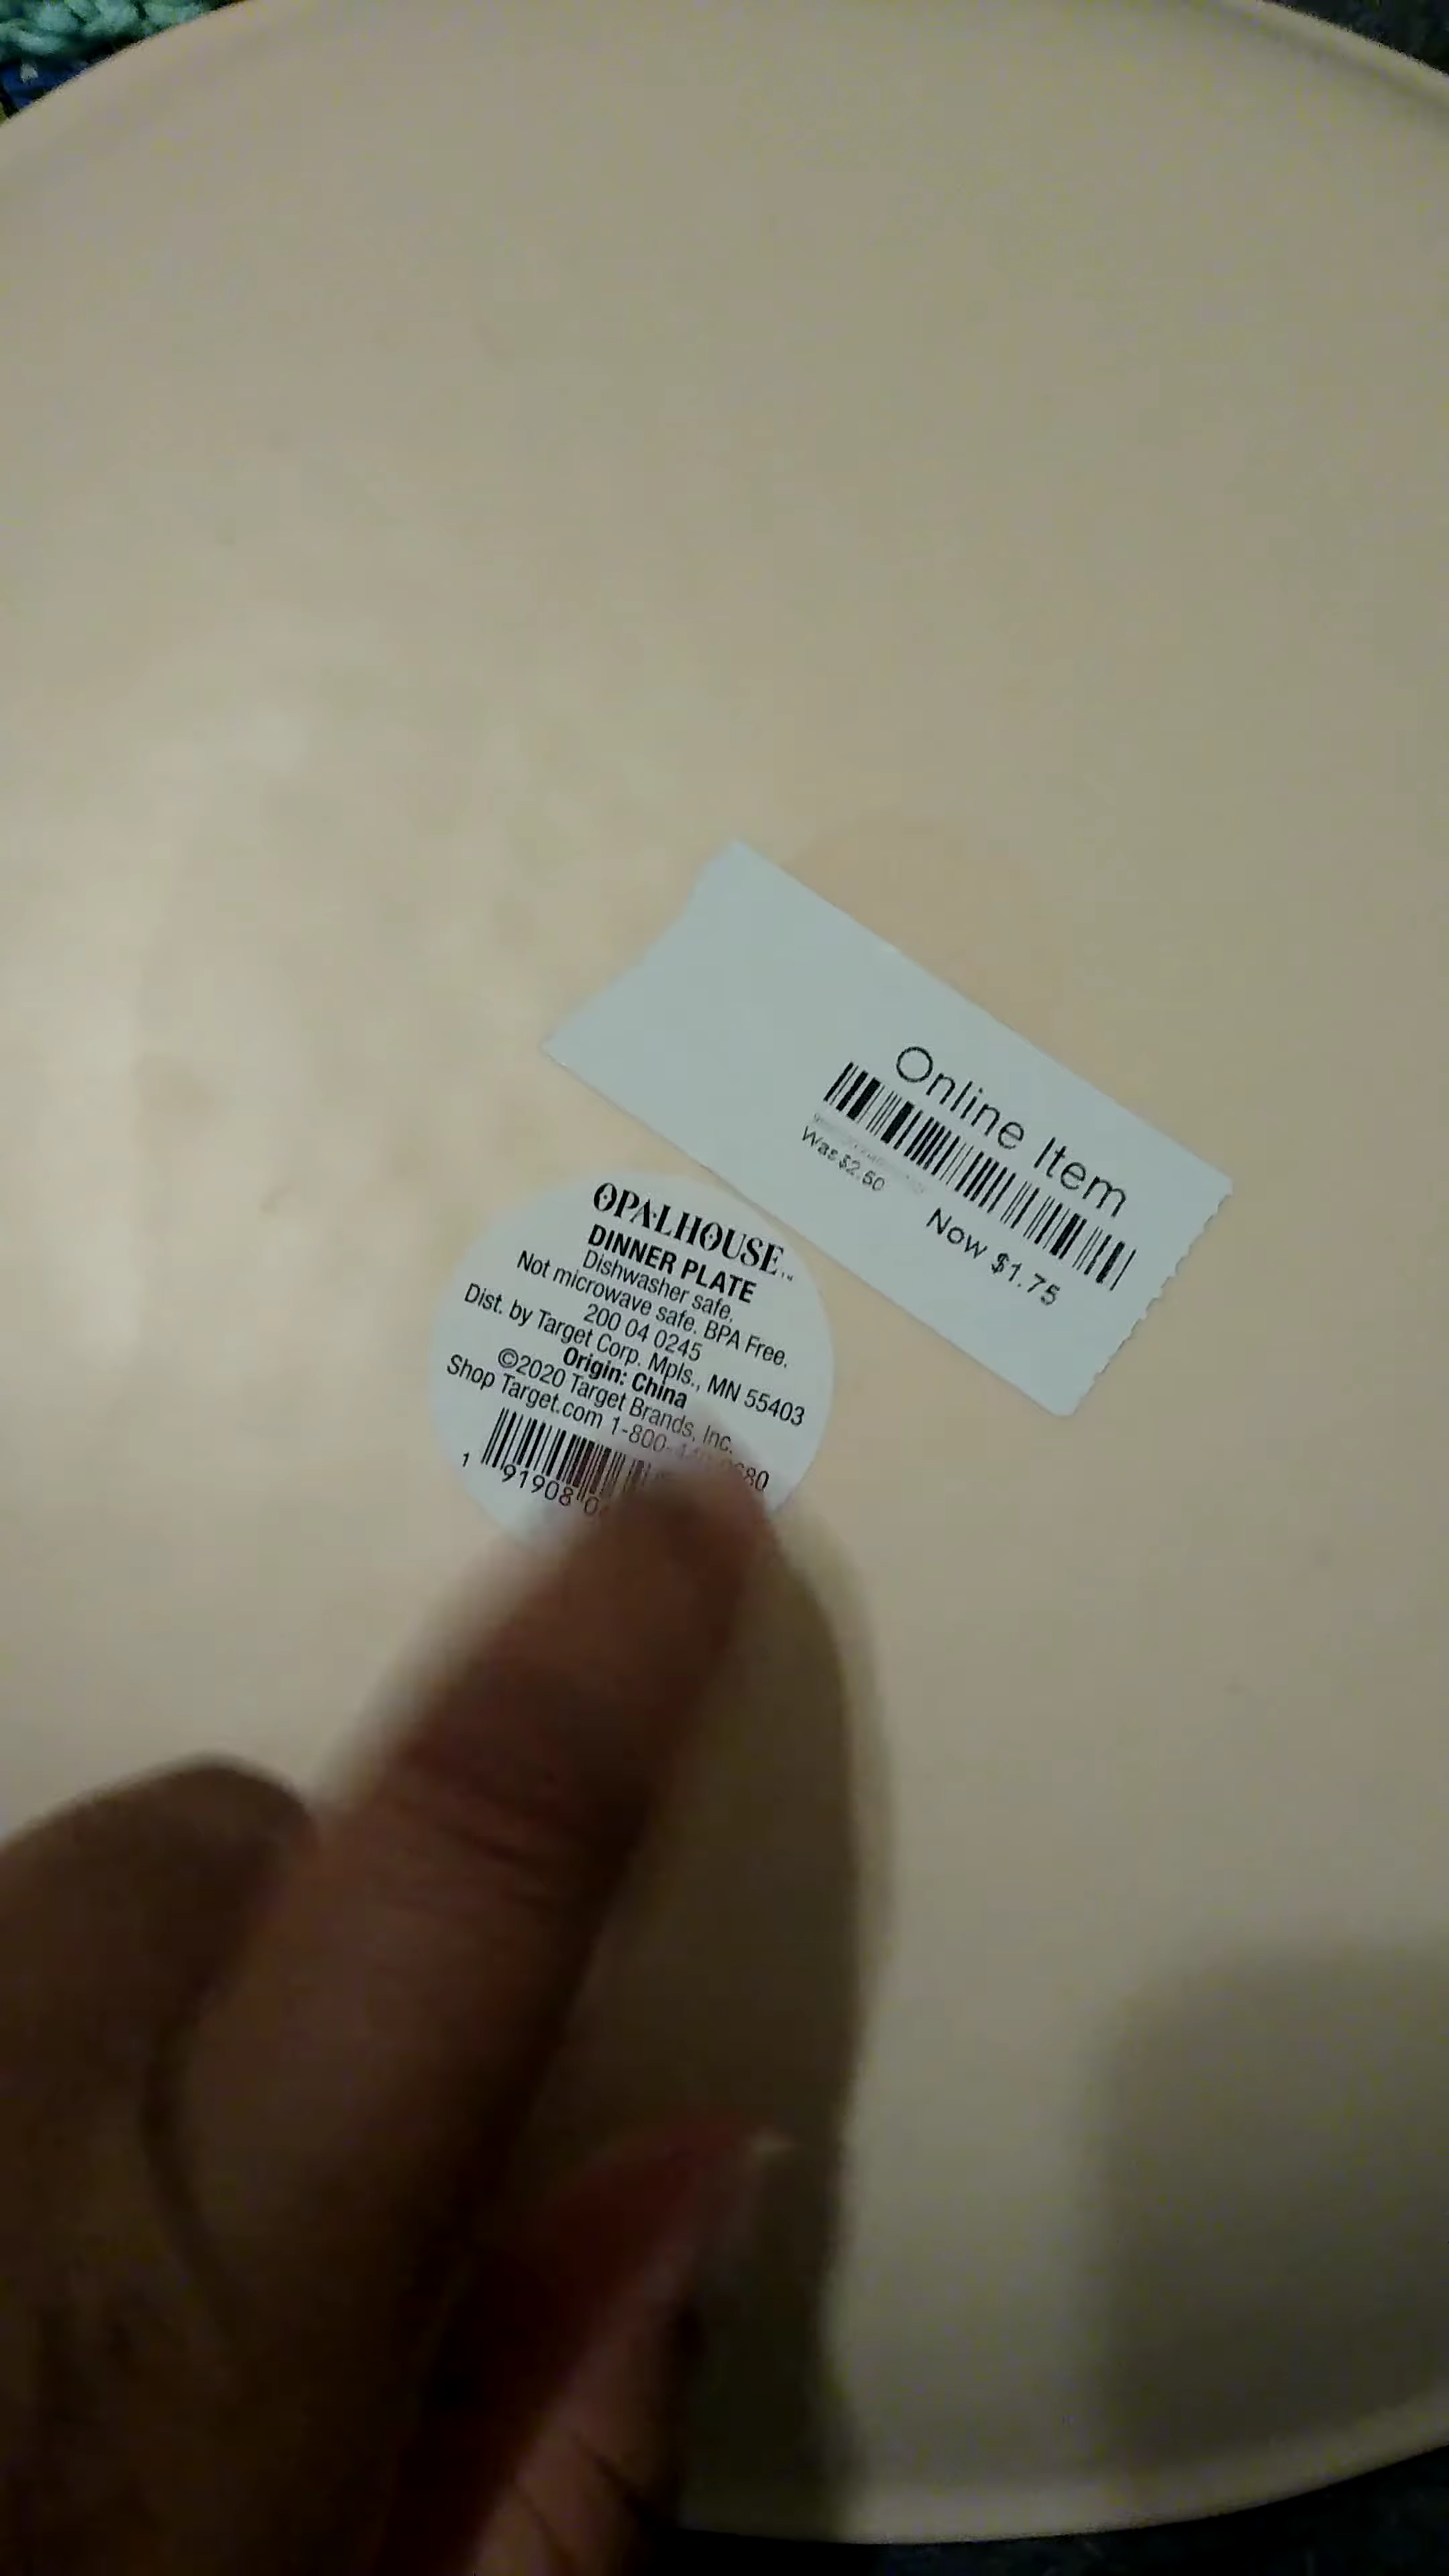 Online Item
Was $2.50
Now $1.75
OPALHOUSE™
DINNER PLATE
Dishwasher safe.
Not microwave safe. BPA Free.
200 04 0245
Dist. by Target Corp. Mpls., MN 55403
Origin: China
©2020 Target Brands, Inc.
Shop Target.com 1-800-
1 91908 0